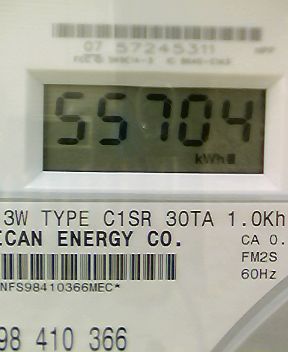 07 57245311
55704
kWh
3W TYPE C1SR 30TA 1.0Kh
ICAN ENERGY CO.
CA 0.
FM2S
60Hz
NFS98410366MEC*
98 410 366